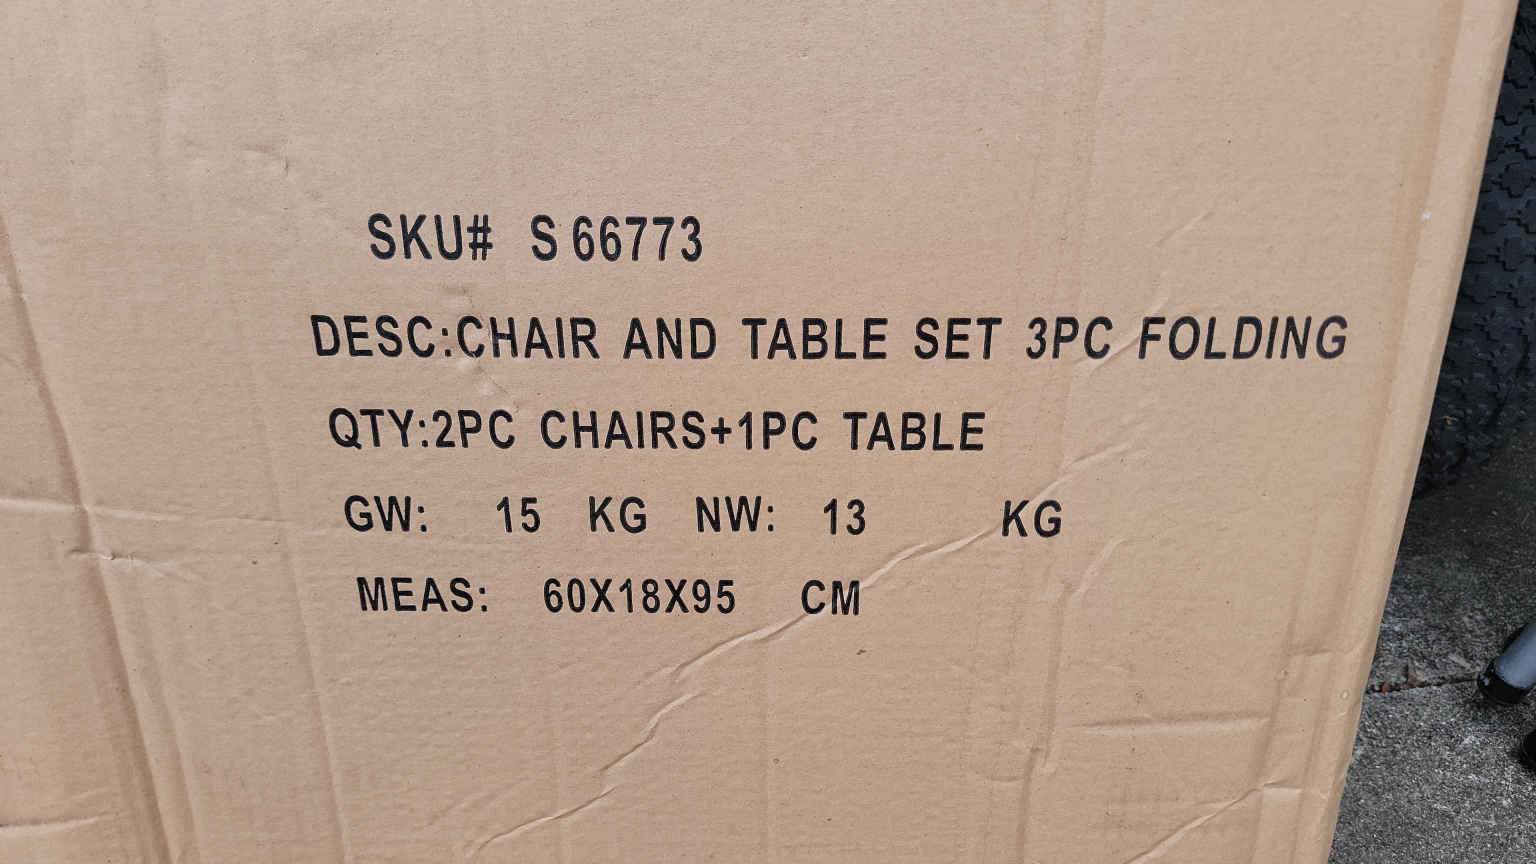 SKU# S 66773
DESC:CHAIR AND TABLE SET 3PC FOLDING
QTY:2PC CHAIRS+1PC TABLE
GW: 15 KG NW: 13 KG
MEAS: 60X18X95 CM